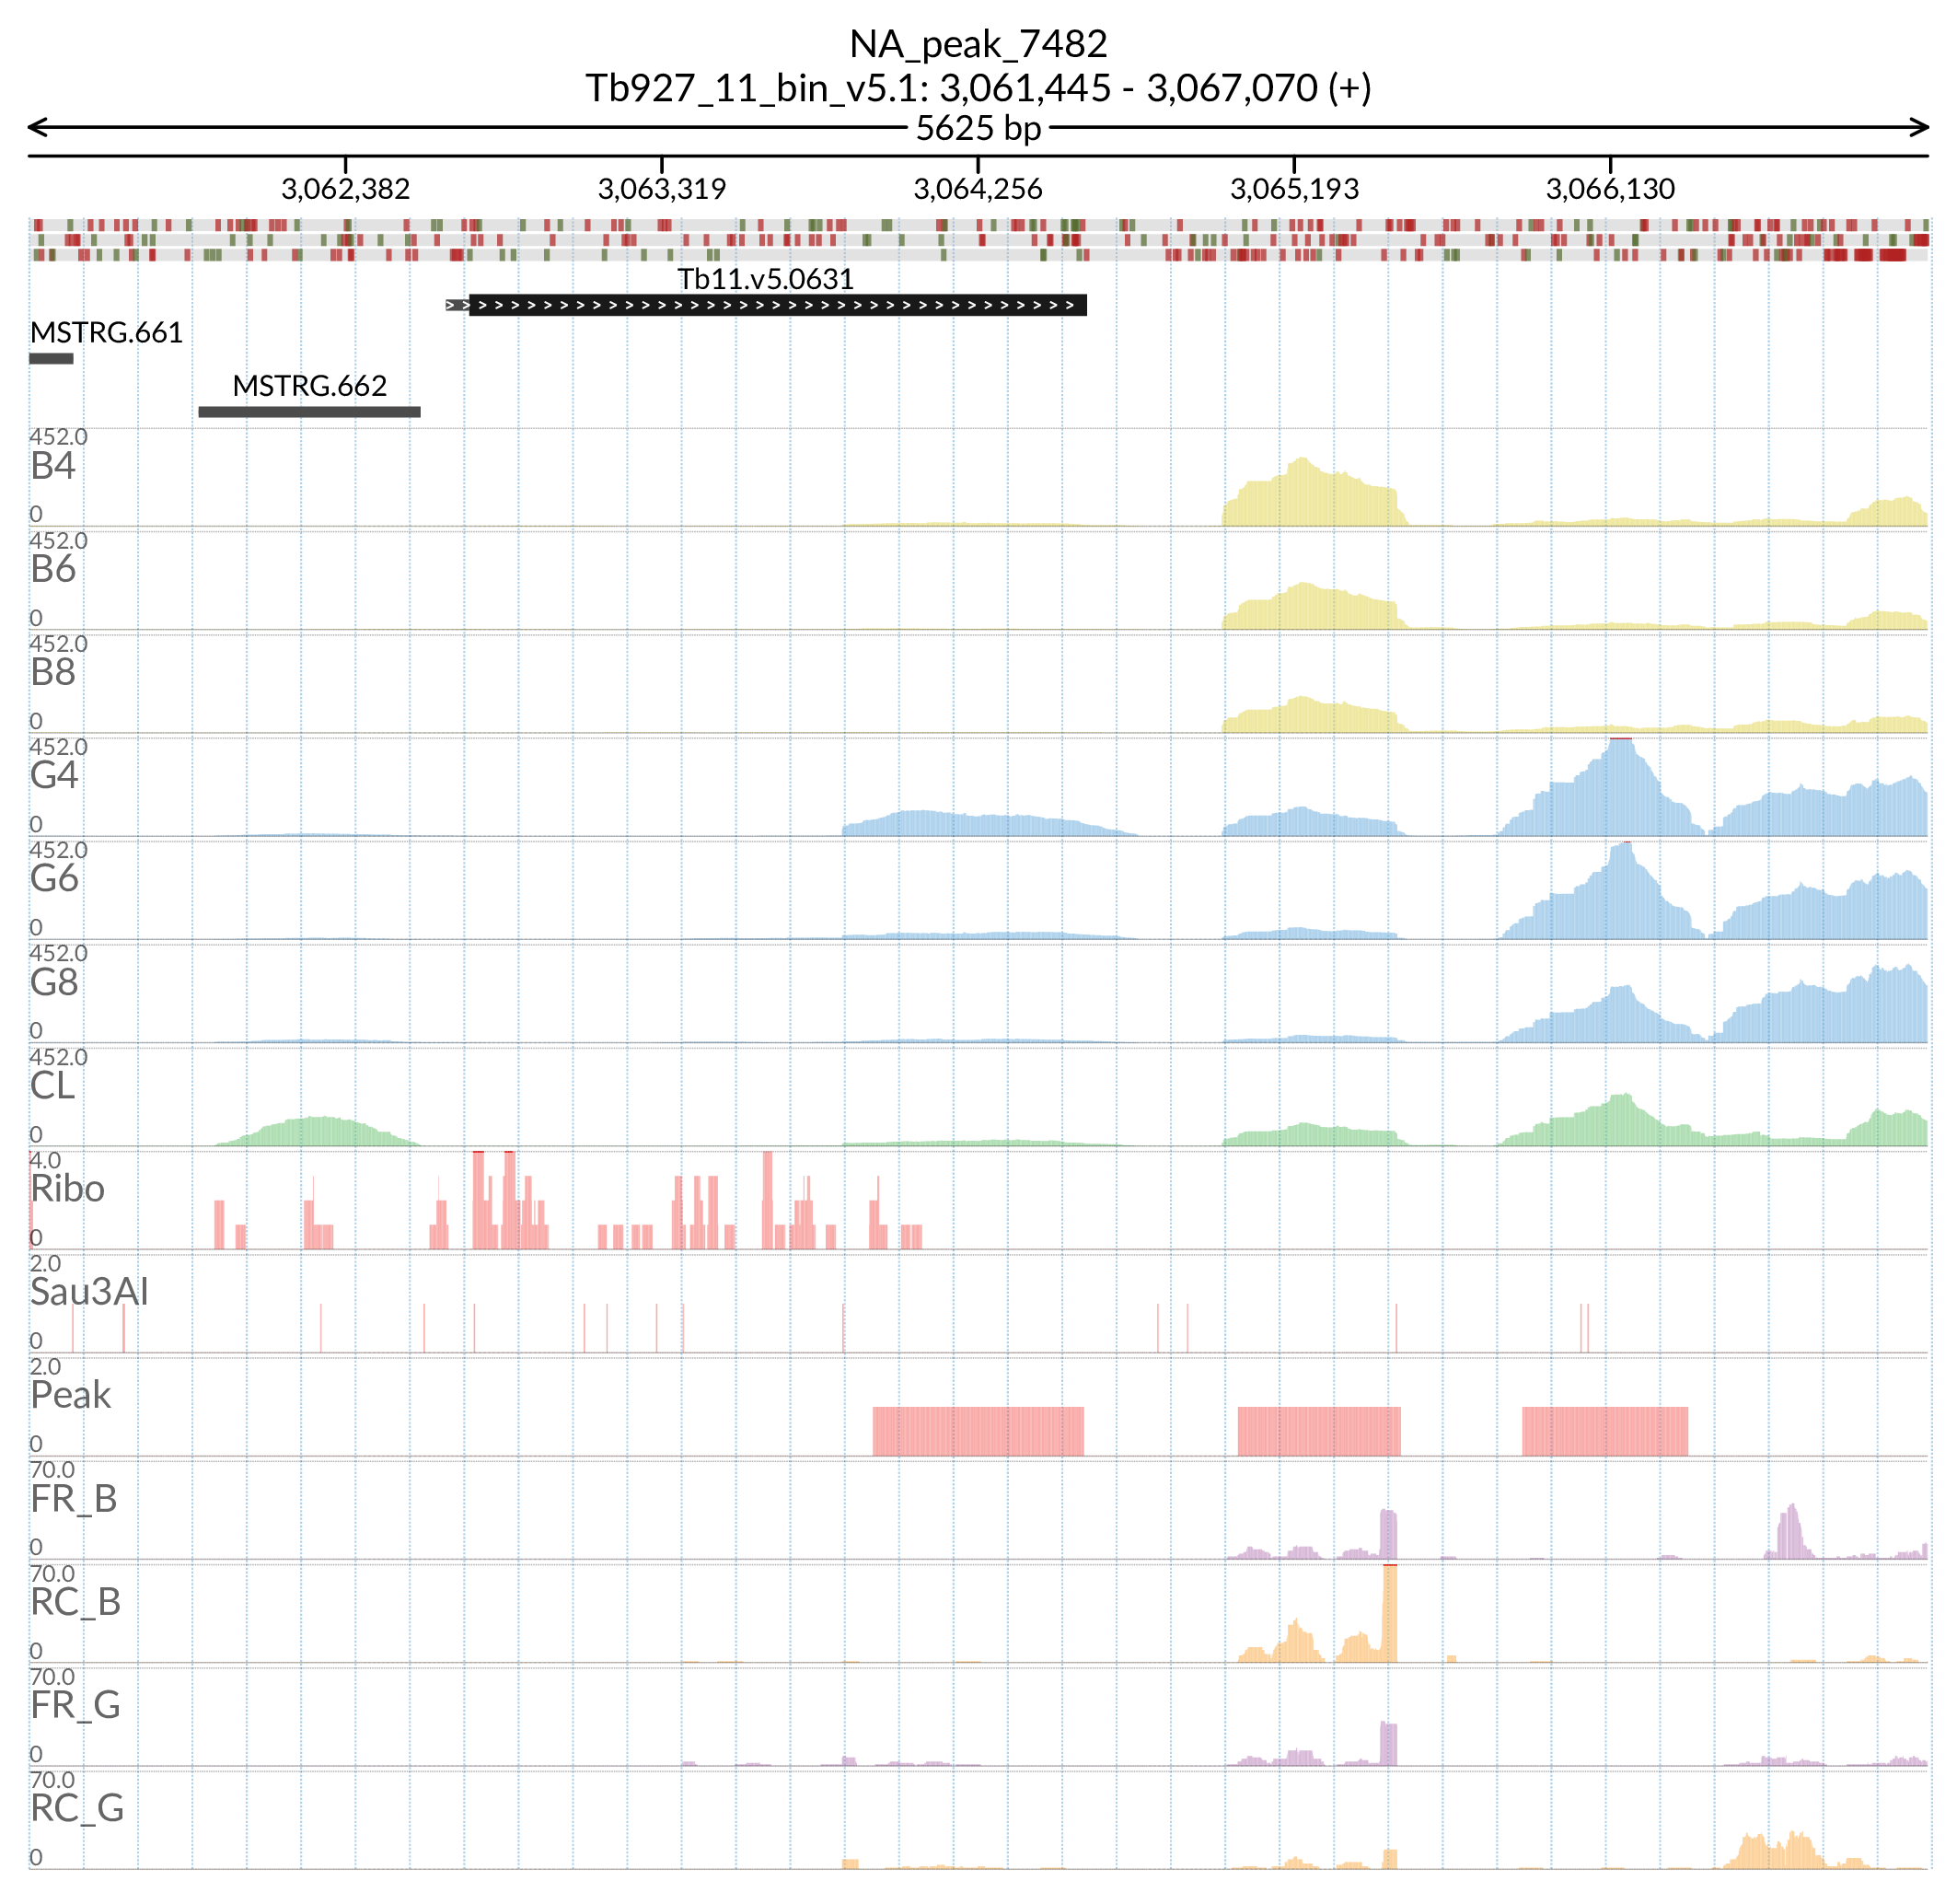 NA_peak_7482
Tb927_11_bin_v5.1: 3,061,445 - 3,067,070 (+)
5625 bp
3,062,382 3,063,319 3,064,256 3,065,193 3,066,130
Tb11.v5.0631
MSTRG.661
MSTRG.662
452.0
B4
0
452.0
B6
0
452.0
B8
0
452.0
G4
0
452.0
G6
0
452.0
G8
0
452.0
CL
0
4.0
Ribo
0
2.0
Sau3AI
0
2.0
Peak
0
70.0
FR_B
0
70.0
RC_B
0
70.0
FR_G
0
70.0
RC_G
0